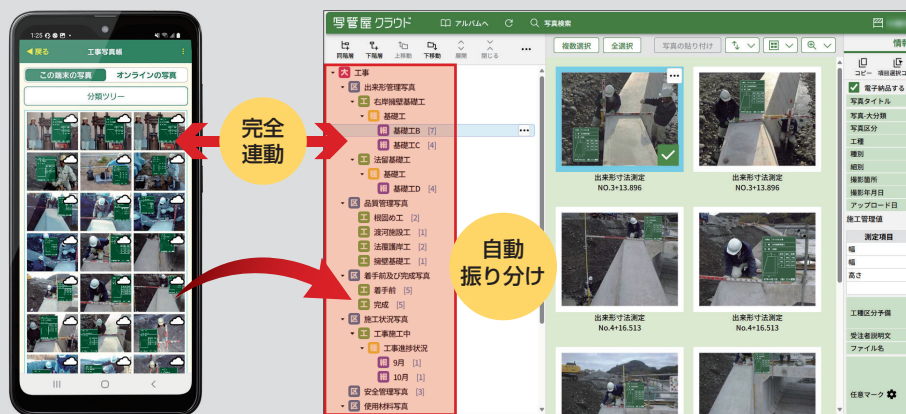 1:25
戻る
工事写真帳
この端末の写真
オンラインの写真
分類ツリー
完全
連動
自動
振り分け
写管屋クラウド
アルバムへ
写真検索
同階層
下階層
上移動
下移動
展開
閉じる
複数選択
全選択
写真の貼り付け
工事
区 出来形管理写真
工 右岸擁壁基礎工
種 基礎工
細 基礎工B [7]
細 基礎工C [4]
工 法留基礎工
種 基礎工
細 基礎工D [4]
区 品質管理写真
工 根固め工 [2]
工 渡河施設工 [1]
工 法覆護岸工 [2]
工 擁壁基礎工 [1]
区 着手前及び完成写真
工 着手前 [5]
工 完成 [5]
区 施工状況写真
工 工事施工中
種 工事進捗状況
細 9月 [1]
細 10月 [1]
区 安全管理写真 [3]
区 使用材料写真
出来形寸法測定
NO.3+13.896
出来形寸法測定
NO.3+13.896
出来形寸法測定
No.4+16.513
出来形寸法測定
No.4+16.513
コピー
電子納品する
写真タイトル
写真-大分類
写真区分
工種
種別
細別
撮影箇所
撮影年月日
アップロード日
施工管理値
測定項目
幅
幅
高さ
工種区分予備
受注者説明文
ファイル名
任意マーク